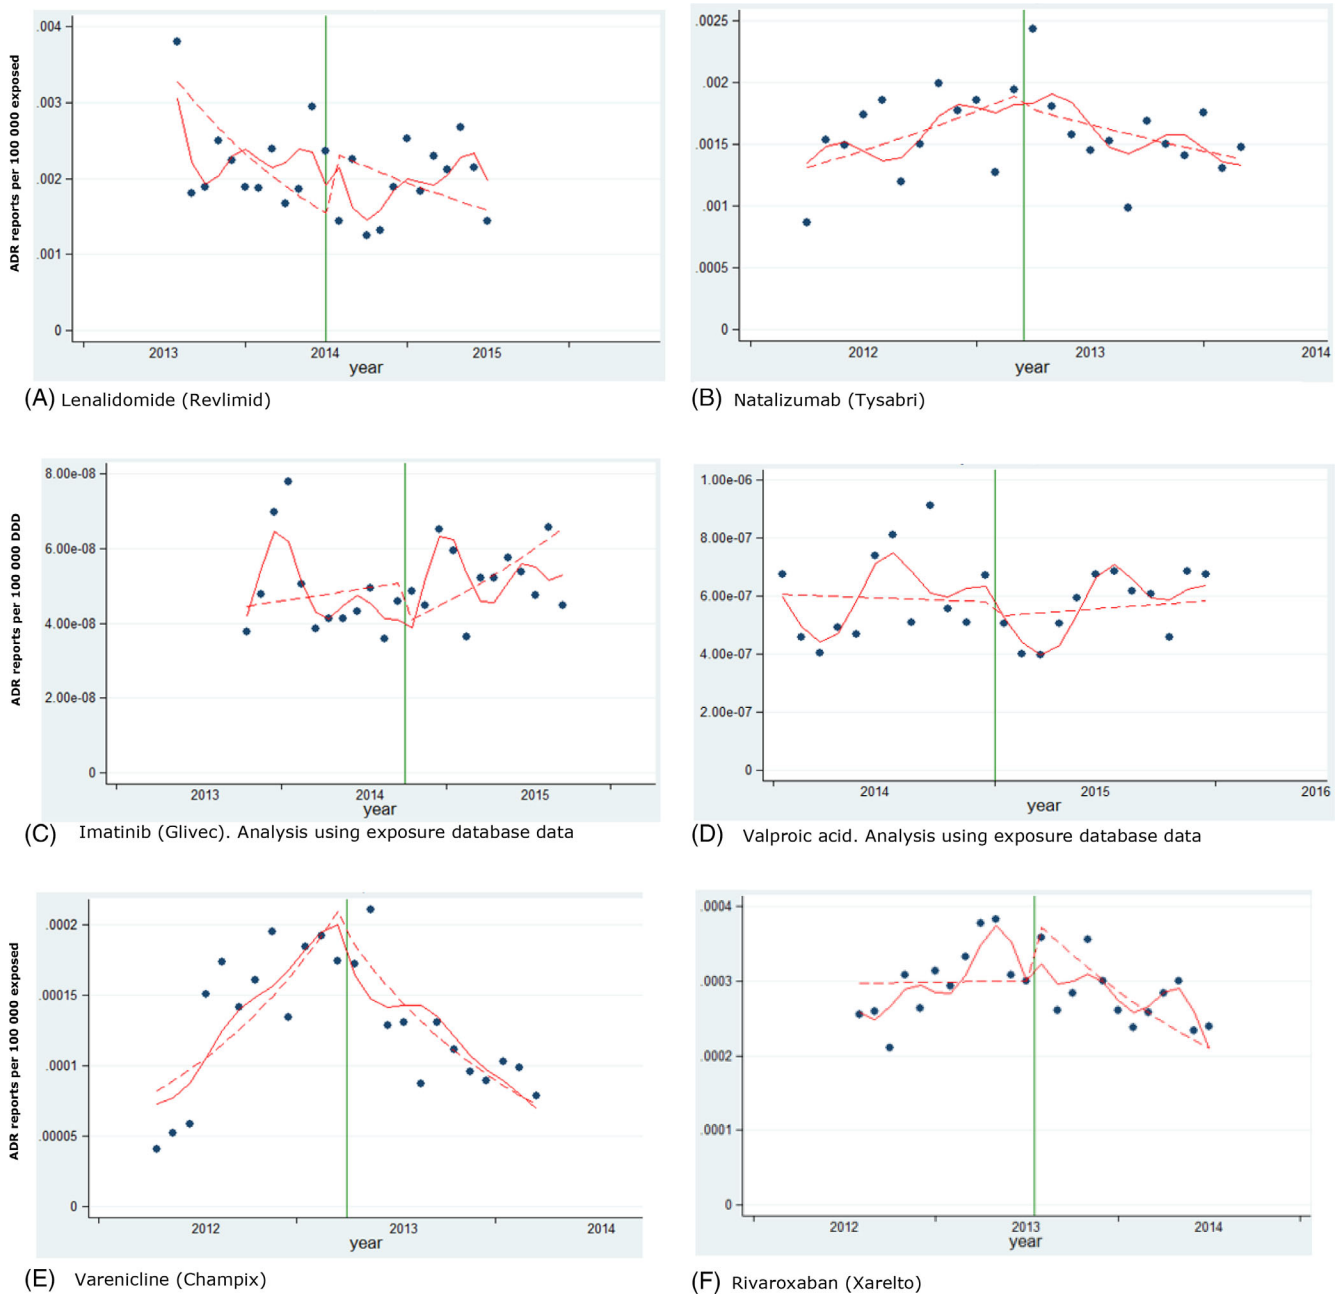 ADR reports per 100 000 exposed
.004
.003
.002
.001
0
2013 2014 2015
year
(A) Lenalidomide (Revlimid)
.0025
.002
.0015
.001
.0005
0
2012 2013 2014
year
(B) Natalizumab (Tysabri)
ADR reports per 100 000 DDD
8.00e-08
6.00e-08
4.00e-08
2.00e-08
0
2013 2014 2015
year
(C) Imatinib (Glivec). Analysis using exposure database data
1.00e-06
8.00e-07
6.00e-07
4.00e-07
2.00e-07
0
2014 2015 2016
year
(D) Valproic acid. Analysis using exposure database data
ADR reports per 100 000 exposed
.0002
.00015
.0001
.00005
0
2012 2013 2014
year
(E) Varenicline (Champix)
.0004
.0003
.0002
.0001
0
2012 2013 2014
year
(F) Rivaroxaban (Xarelto)